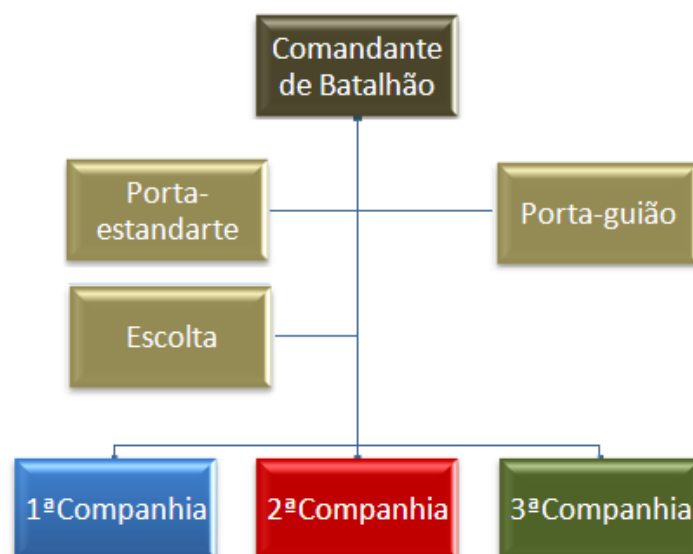 Comandante
de Batalhão
Porta-
estandarte
Porta-guião
Escolta
1ªCompanhia
2ªCompanhia
3ªCompanhia